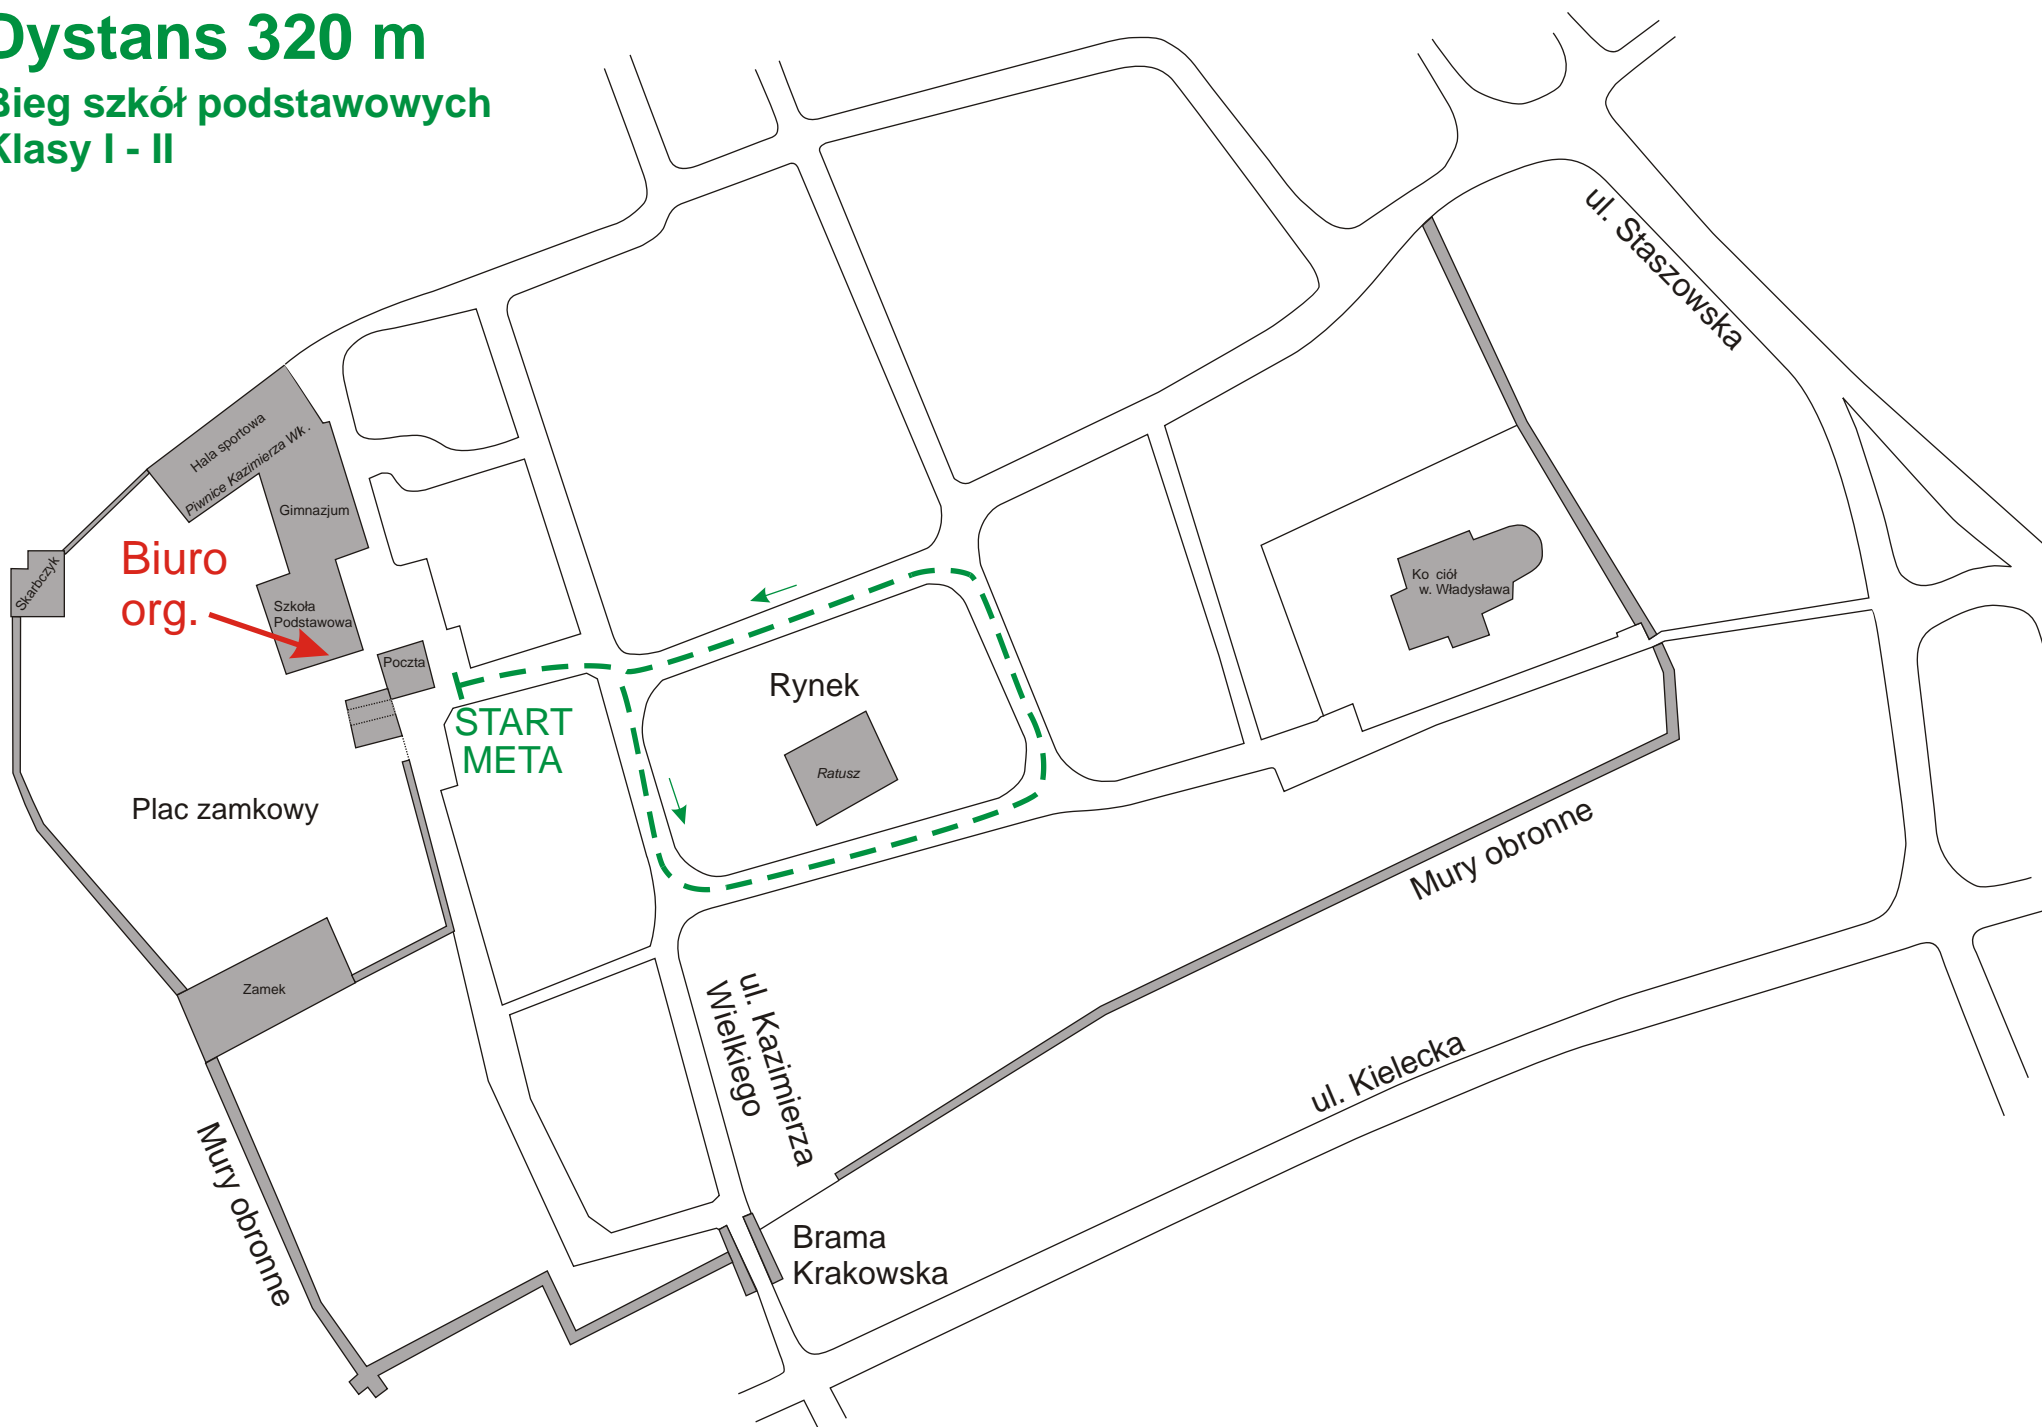 Dystans 320 m
Bieg szkół podstawowych
Klasy I - II
ul. Staszowska
Hala sportowa
Piwnice Kazimierza Wk.
Gimnazjum
Skarbczyk
Biuro
org.
Szkoła
Podstawowa
Poczta
Ko ciół
w. Władysława
Rynek
START
META
Ratusz
Plac zamkowy
Mury obronne
Zamek
ul. Kazimierza
Wielkiego
ul. Kielecka
Mury obronne
Brama
Krakowska